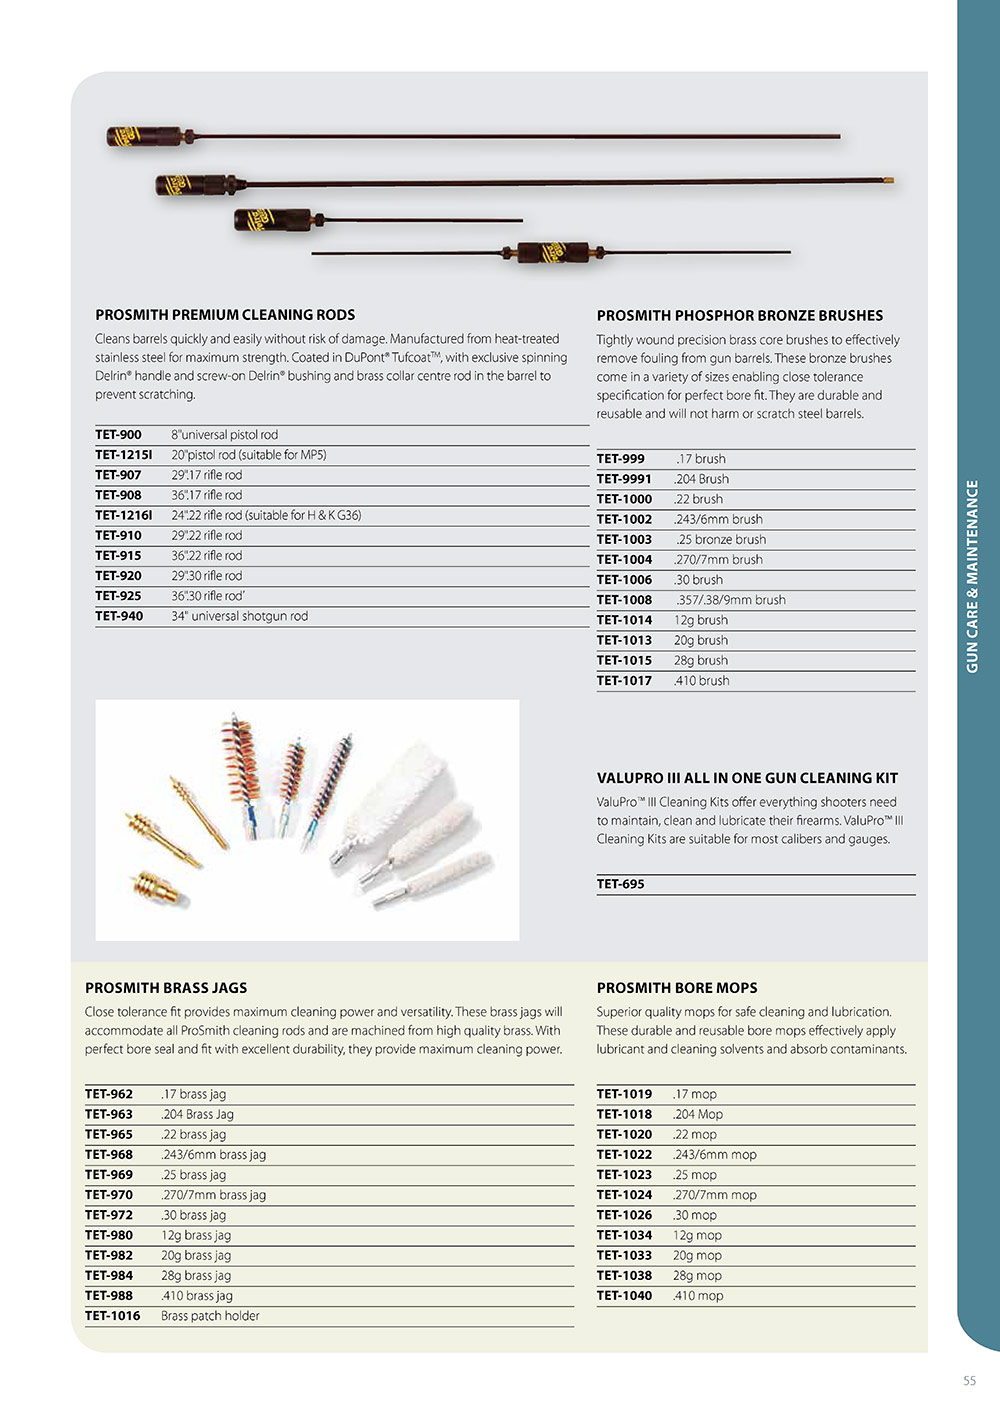 PROSMITH PREMIUM CLEANING RODS
Cleans barrels quickly and easily without risk of damage. Manufactured from heat-treated
stainless steel for maximum strength. Coated in DuPont® Tufcoat™, with exclusive spinning
Delrin® handle and screw-on Delrin® bushing and brass collar centre rod in the barrel to
prevent scratching.
TET-900 8"universal pistol rod
TET-1215I 20"pistol rod (suitable for MP5)
TET-907 29".17 rifle rod
TET-908 36".17 rifle rod
TET-1216I 24".22 rifle rod (suitable for H & K G36)
TET-910 29".22 rifle rod
TET-915 36".22 rifle rod
TET-920 29".30 rifle rod
TET-925 36".30 rifle rod’
TET-940 34" universal shotgun rod
PROSMITH PHOSPHOR BRONZE BRUSHES
Tightly wound precision brass core brushes to effectively
remove fouling from gun barrels. These bronze brushes
come in a variety of sizes enabling close tolerance
specification for perfect bore fit. They are durable and
reusable and will not harm or scratch steel barrels.
TET-999 .17 brush
TET-9991 .204 Brush
TET-1000 .22 brush
TET-1002 .243/6mm brush
TET-1003 .25 bronze brush
TET-1004 .270/7mm brush
TET-1006 .30 brush
TET-1008 .357/.38/9mm brush
TET-1014 12g brush
TET-1013 20g brush
TET-1015 28g brush
TET-1017 .410 brush
VALUPRO III ALL IN ONE GUN CLEANING KIT
ValuPro™ III Cleaning Kits offer everything shooters need
to maintain, clean and lubricate their firearms. ValuPro™ III
Cleaning Kits are suitable for most calibers and gauges.
TET-695
PROSMITH BRASS JAGS
Close tolerance fit provides maximum cleaning power and versatility. These brass jags will
accommodate all ProSmith cleaning rods and are machined from high quality brass. With
perfect bore seal and fit with excellent durability, they provide maximum cleaning power.
TET-962 .17 brass jag
TET-963 .204 Brass Jag
TET-965 .22 brass jag
TET-968 .243/6mm brass jag
TET-969 .25 brass jag
TET-970 .270/7mm brass jag
TET-972 .30 brass jag
TET-980 12g brass jag
TET-982 20g brass jag
TET-984 28g brass jag
TET-988 .410 brass jag
TET-1016 Brass patch holder
PROSMITH BORE MOPS
Superior quality mops for safe cleaning and lubrication.
These durable and reusable bore mops effectively apply
lubricant and cleaning solvents and absorb contaminants.
TET-1019 .17 mop
TET-1018 .204 Mop
TET-1020 .22 mop
TET-1022 .243/6mm mop
TET-1023 .25 mop
TET-1024 .270/7mm mop
TET-1026 .30 mop
TET-1034 12g mop
TET-1033 20g mop
TET-1038 28g mop
TET-1040 .410 mop
GUN CARE & MAINTENANCE
55